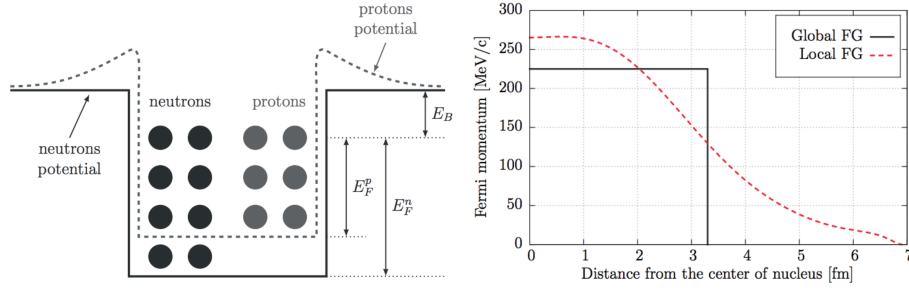 protons
potential
neutrons
protons
neutrons
potential
E_B
E_F^p
E_F^n
Fermi momentum [MeV/c]
300
250
200
150
100
50
0
Global FG
Local FG
0 1 2 3 4 5 6 7
Distance from the center of nucleus [fm]